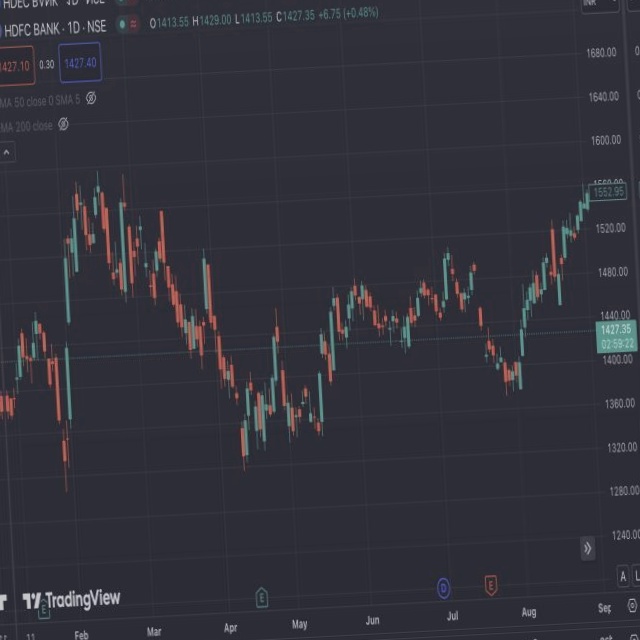 HDFC BANK · 1D · NSE
O1413.55 H1429.00 L1413.55 C1427.35 +6.75 (+0.48%)
INR
1427.10 0.30 1427.40
MA 50 close 0 SMA 5
MA 200 close
1680.00
1640.00
1600.00
1552.95
1520.00
1480.00
1440.00
1427.35
02:59:22
1400.00
1360.00
1320.00
1280.00
1240.00
TradingView
E
E
D
E
A L
11 Feb Mar Apr May Jun Jul Aug Sep